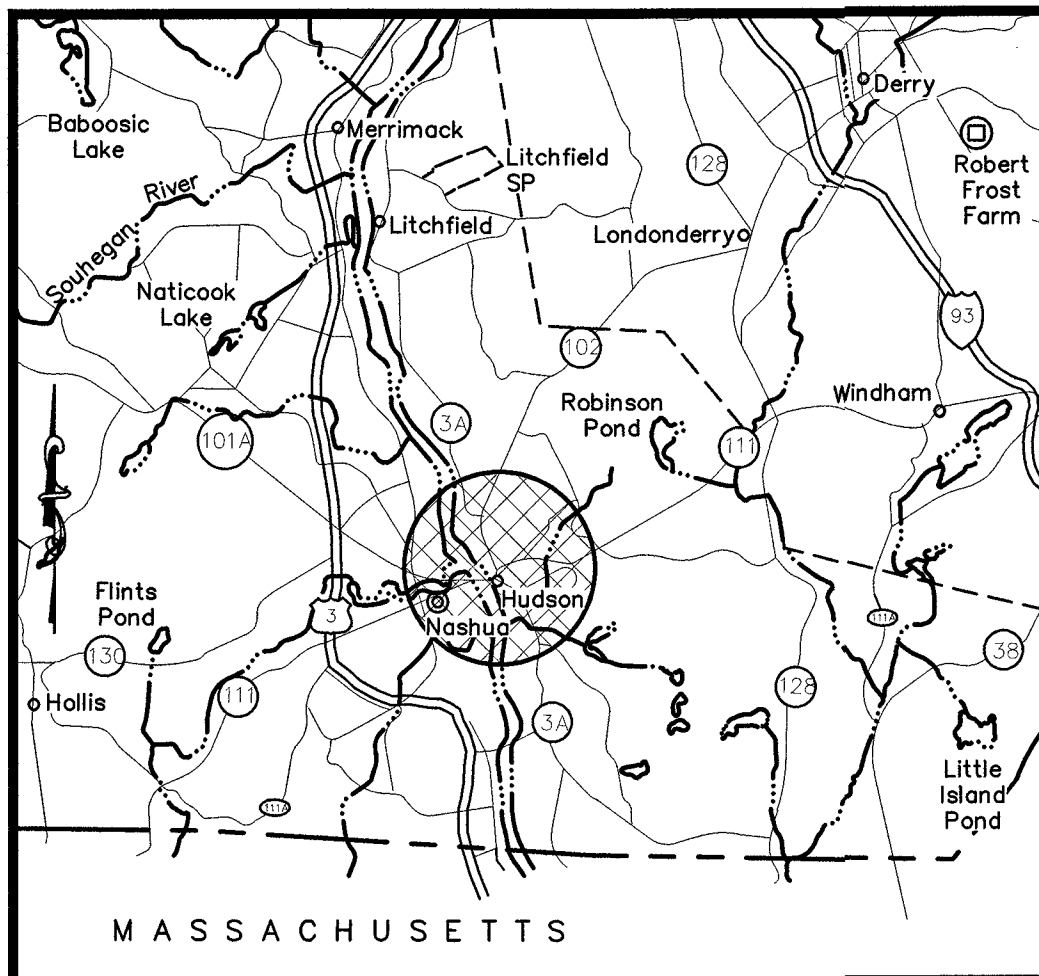 Derry
Baboosic
Lake
Merrimack
Litchfield
SP
128
Robert
Frost
Farm
River
Souhegan
Litchfield
Londonderry
Naticook
Lake
93
102
Robinson
Pond
Windham
3A
101A
111
Flints
Pond
3
Hudson
Nashua
111A
130
38
Hollis
111
128
3A
Little
Island
Pond
111A
MASSACHUSETTS